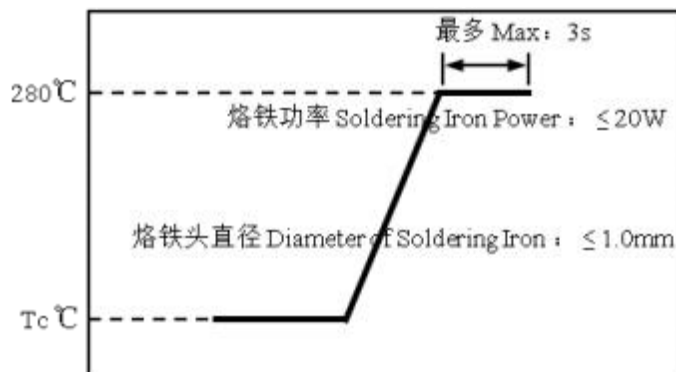 最多 Max：3s
280℃
烙铁功率 Soldering Iron Power：≤20W
烙铁头直径 Diameter of Soldering Iron：≤1.0mm
Tc℃